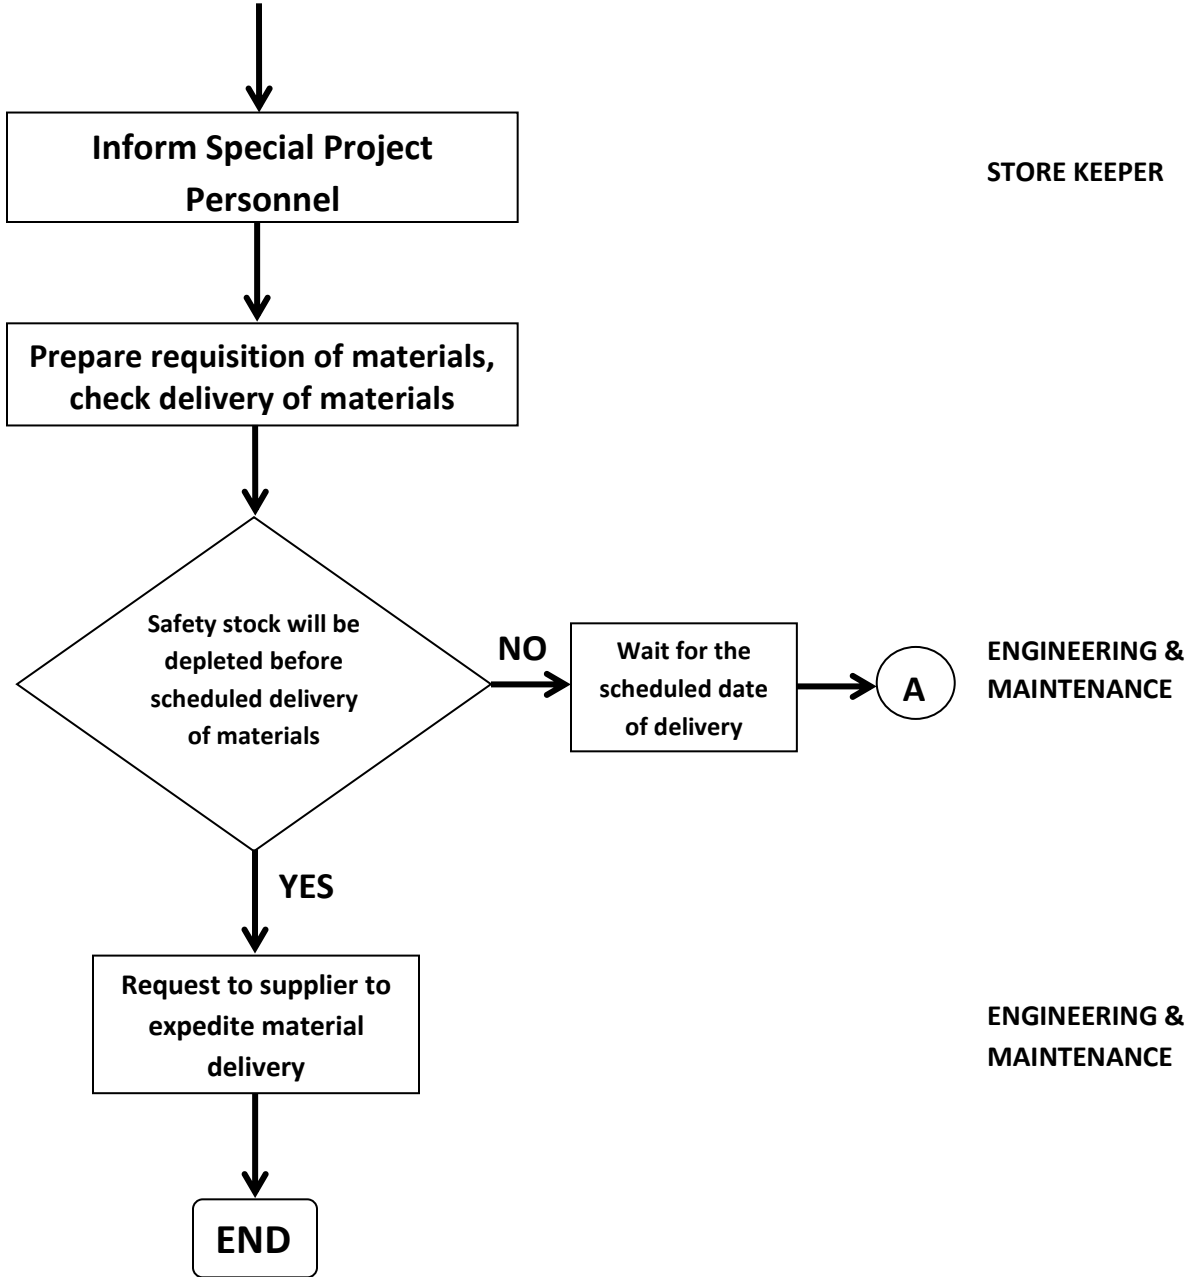 Inform Special Project
Personnel
STORE KEEPER
Prepare requisition of materials,
check delivery of materials
Safety stock will be
depleted before
scheduled delivery
of materials
NO
Wait for the
scheduled date
of delivery
A
ENGINEERING &
MAINTENANCE
YES
Request to supplier to
expedite material
delivery
ENGINEERING &
MAINTENANCE
END